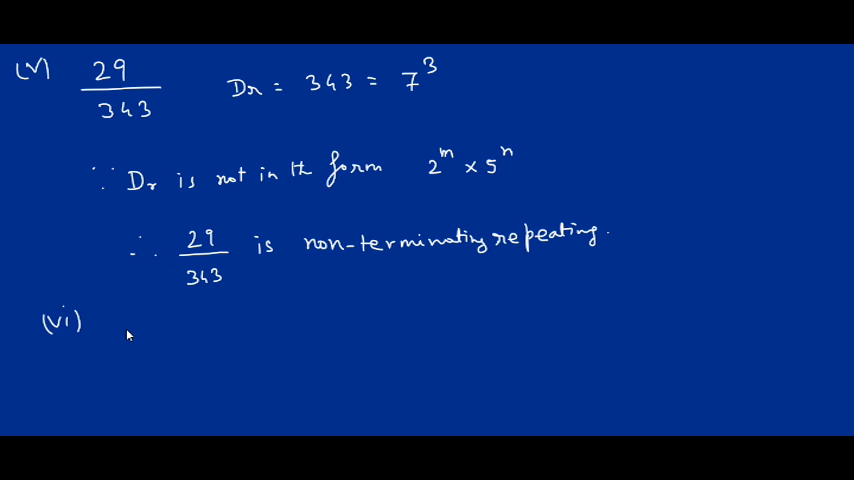 (V) 29/343 Dr = 343 = 7^3
∵ Dr is not in th form 2^m × 5^n
∴ 29/343 is non-terminating repeating.
(vi)